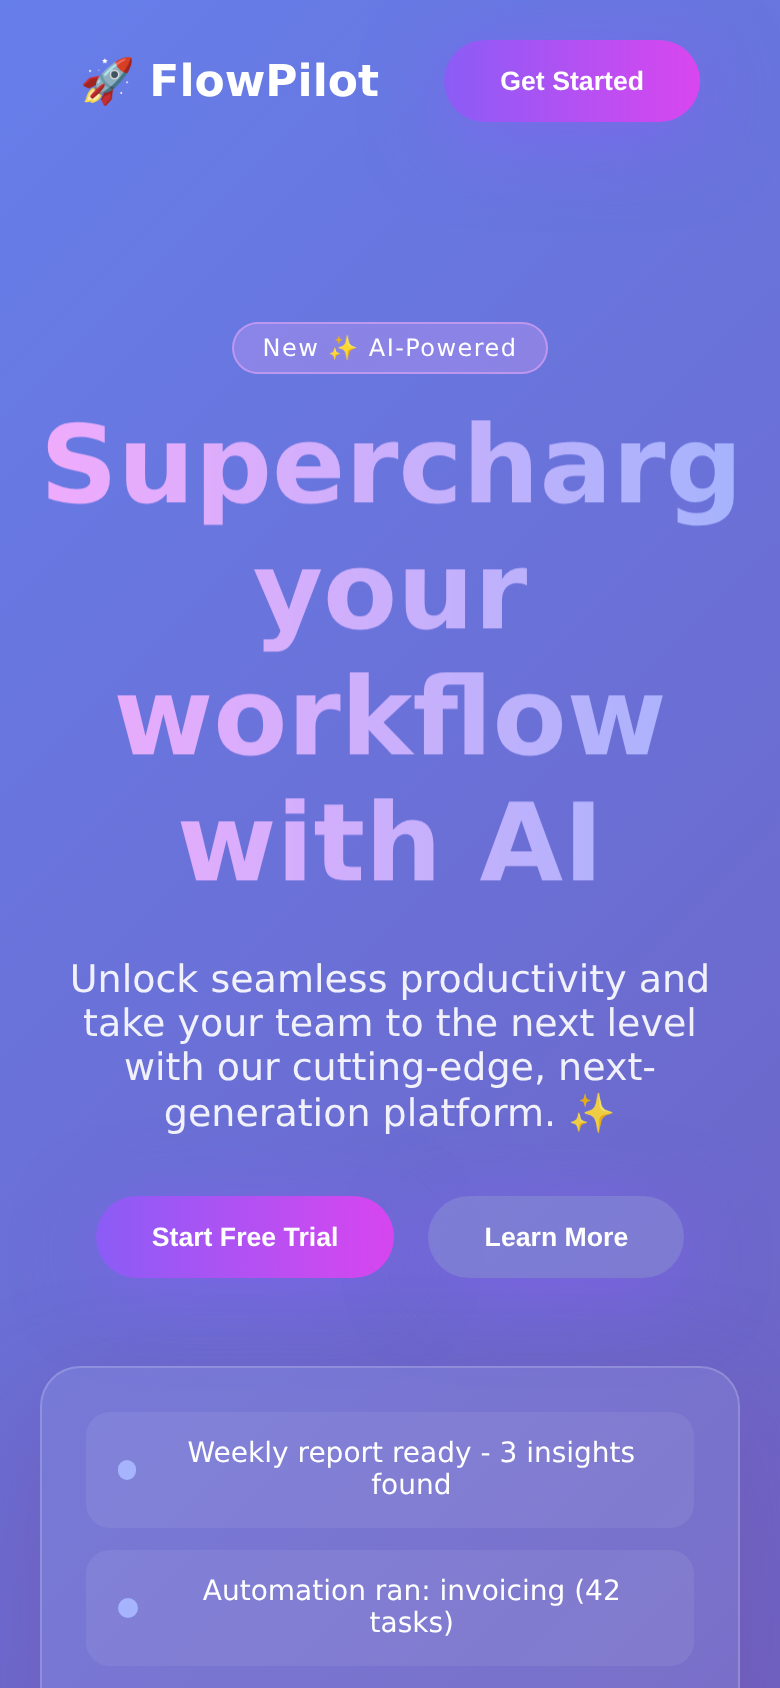 🚀 FlowPilot
Get Started
New ✨ AI-Powered
Supercharg
your
workflow
with AI
Unlock seamless productivity and
take your team to the next level
with our cutting-edge, next-
generation platform. ✨
Start Free Trial
Learn More
Weekly report ready - 3 insights
found
Automation ran: invoicing (42
tasks)